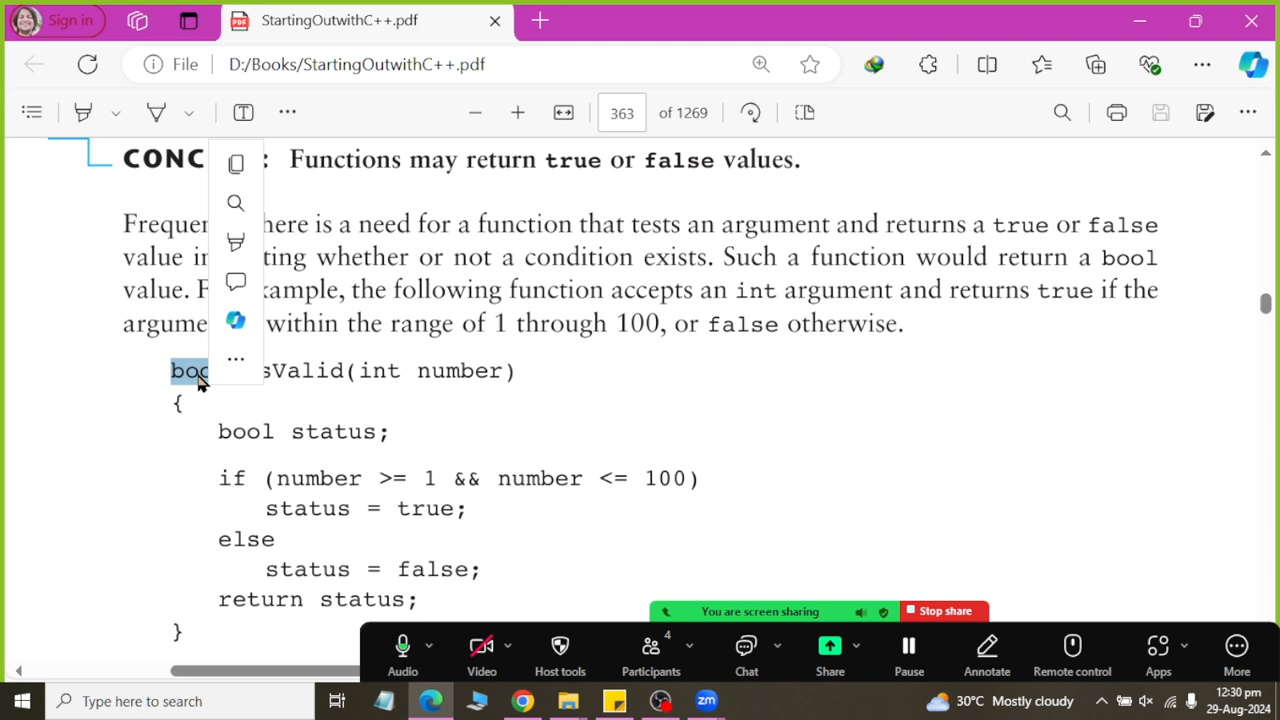 Sign in
StartingOutwithC++.pdf
File
D:/Books/StartingOutwithC++.pdf
363
of 1269
CONC : Functions may return true or false values.
Frequen here is a need for a function that tests an argument and returns a true or false
value in ting whether or not a condition exists. Such a function would return a bool
value. F xample, the following function accepts an int argument and returns true if the
argume within the range of 1 through 100, or false otherwise.
boo sValid(int number)
{
bool status;
if (number >= 1 && number <= 100)
status = true;
else
status = false;
return status;
}
You are screen sharing
Stop share
4
Audio
Video
Host tools
Participants
Chat
Share
Pause
Annotate
Remote control
Apps
More
Type here to search
zm
30°C Mostly cloudy
12:30 pm
29-Aug-2024